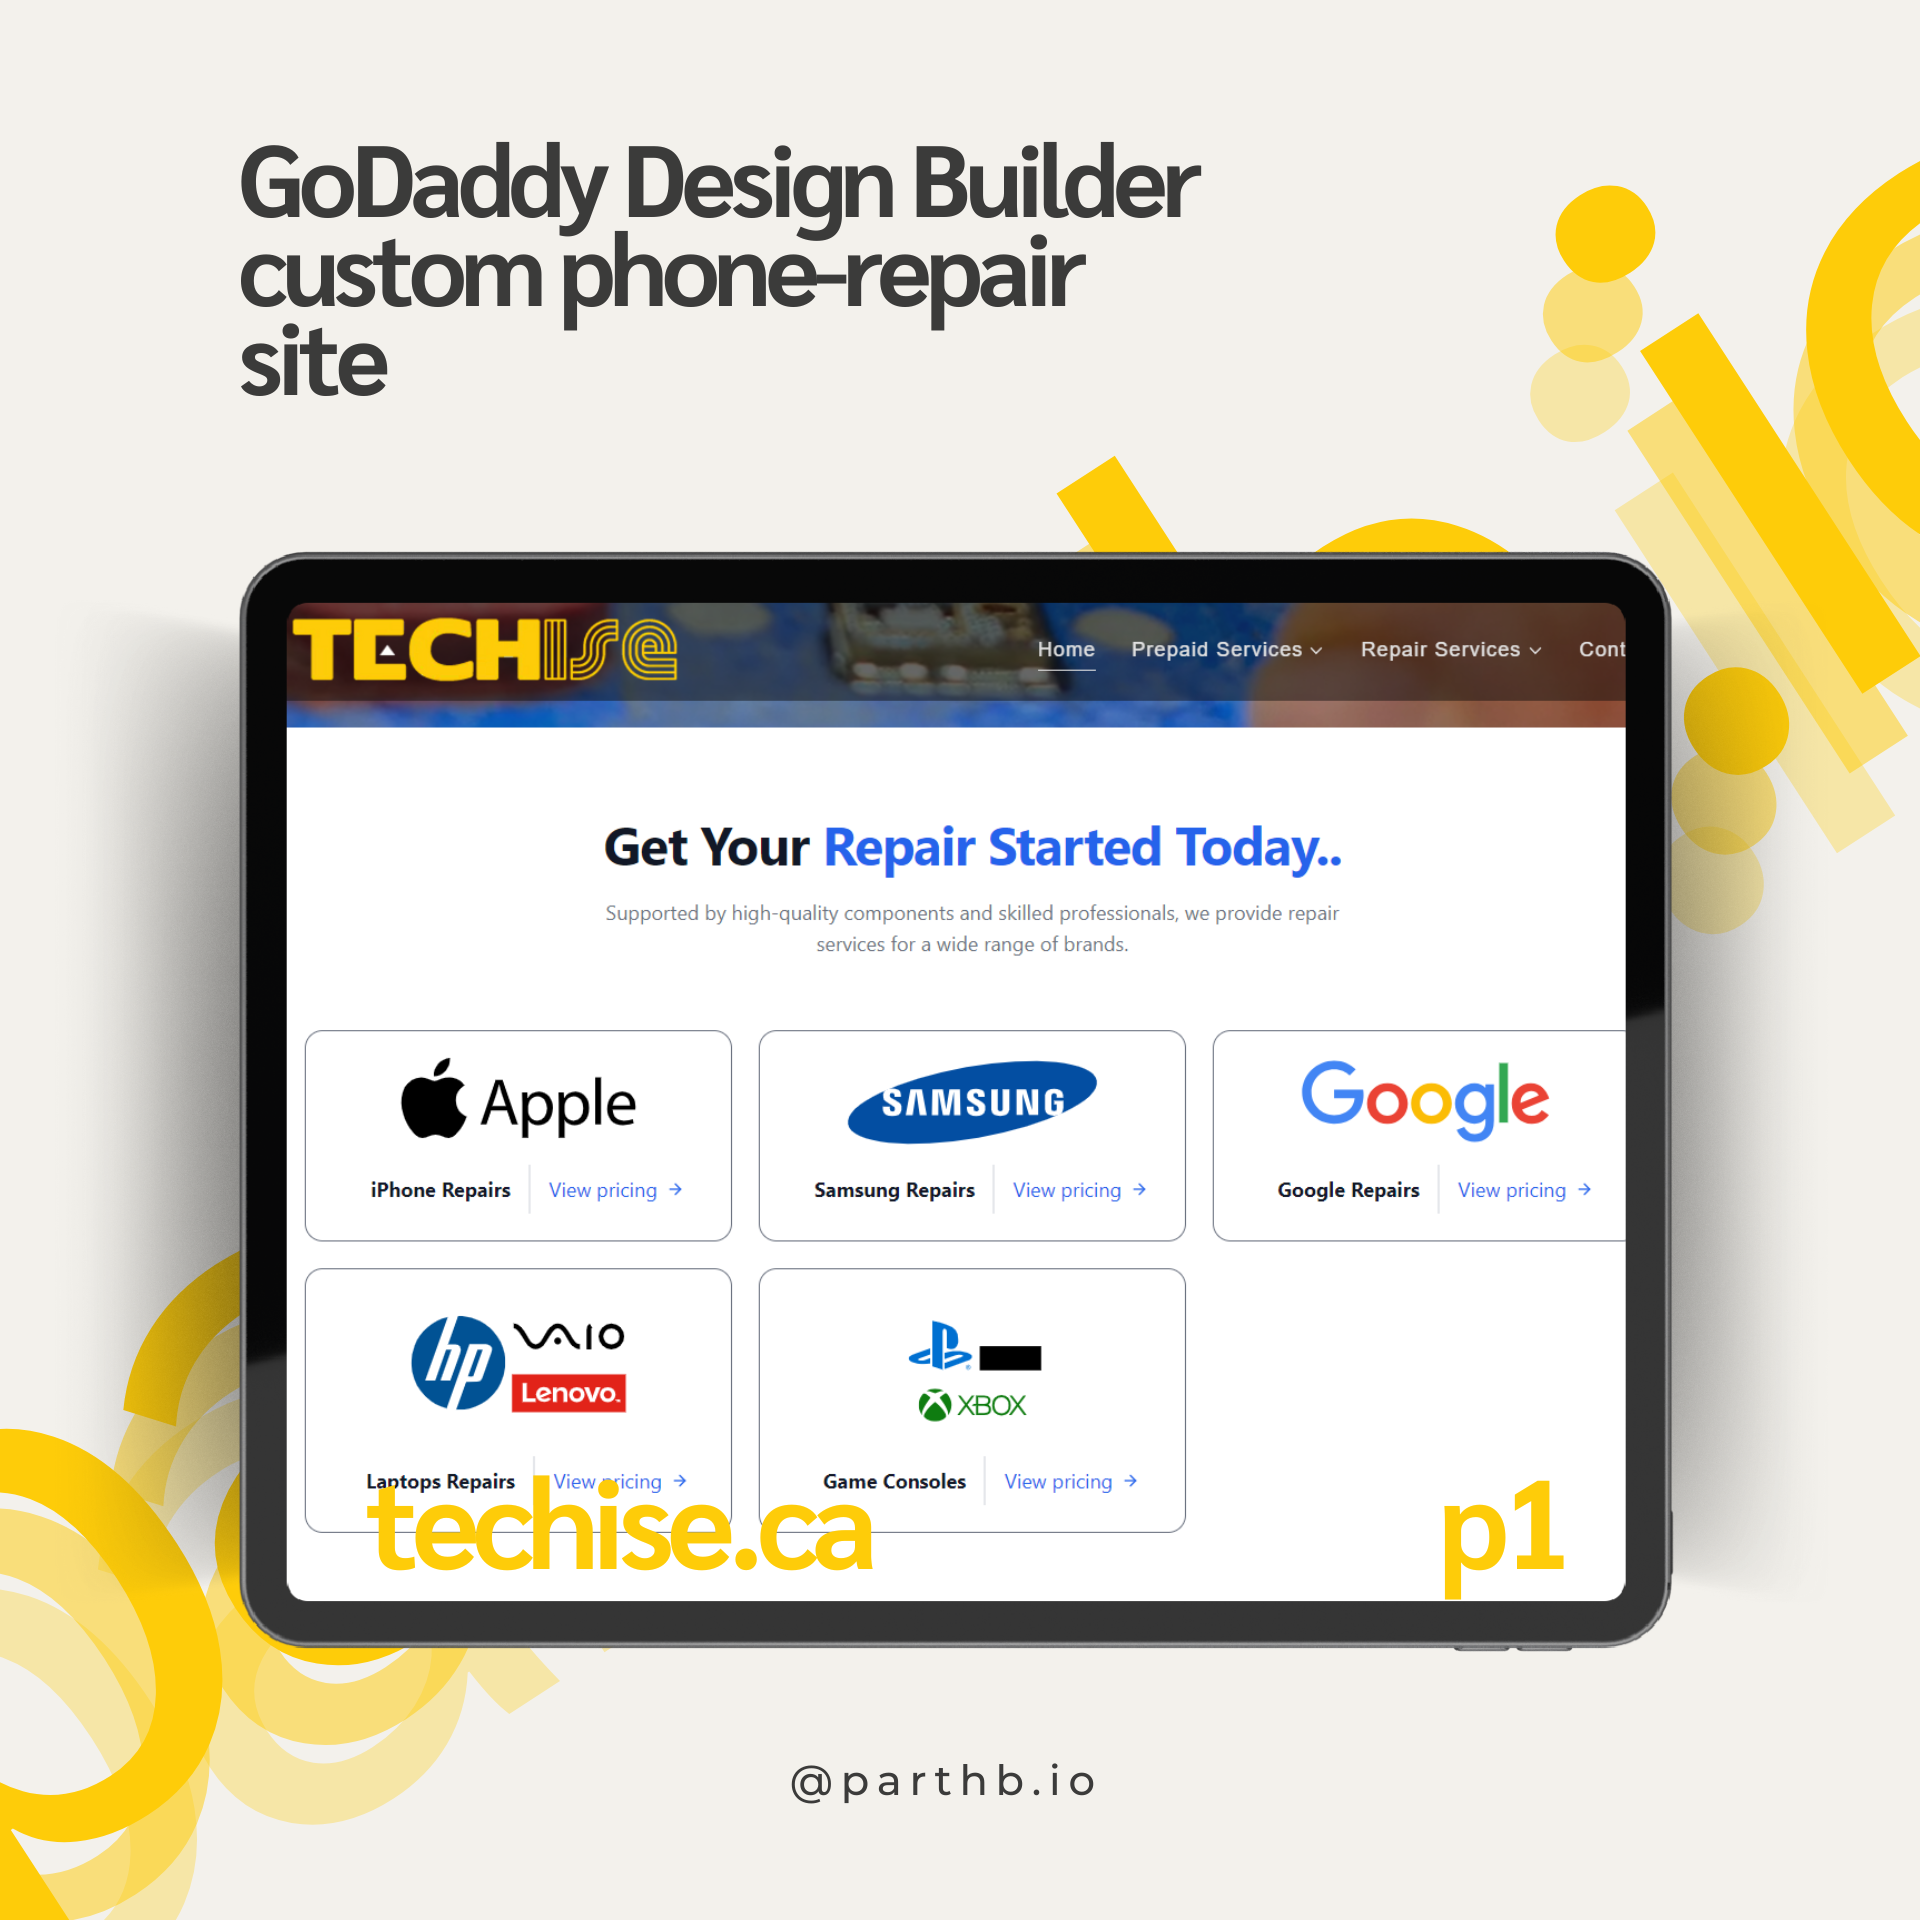 GoDaddy Design Builder
custom phone-repair
site
TECHISE
Home Prepaid Services Repair Services Cont
Get Your Repair Started Today..
Supported by high-quality components and skilled professionals, we provide repair
services for a wide range of brands.
Apple
iPhone Repairs View pricing →
SAMSUNG
Samsung Repairs View pricing →
Google
Google Repairs View pricing →
hp VAIO
Lenovo.
Laptops Repairs View pricing →
XBOX
Game Consoles View pricing →
techise.ca
p1
@parthb.io